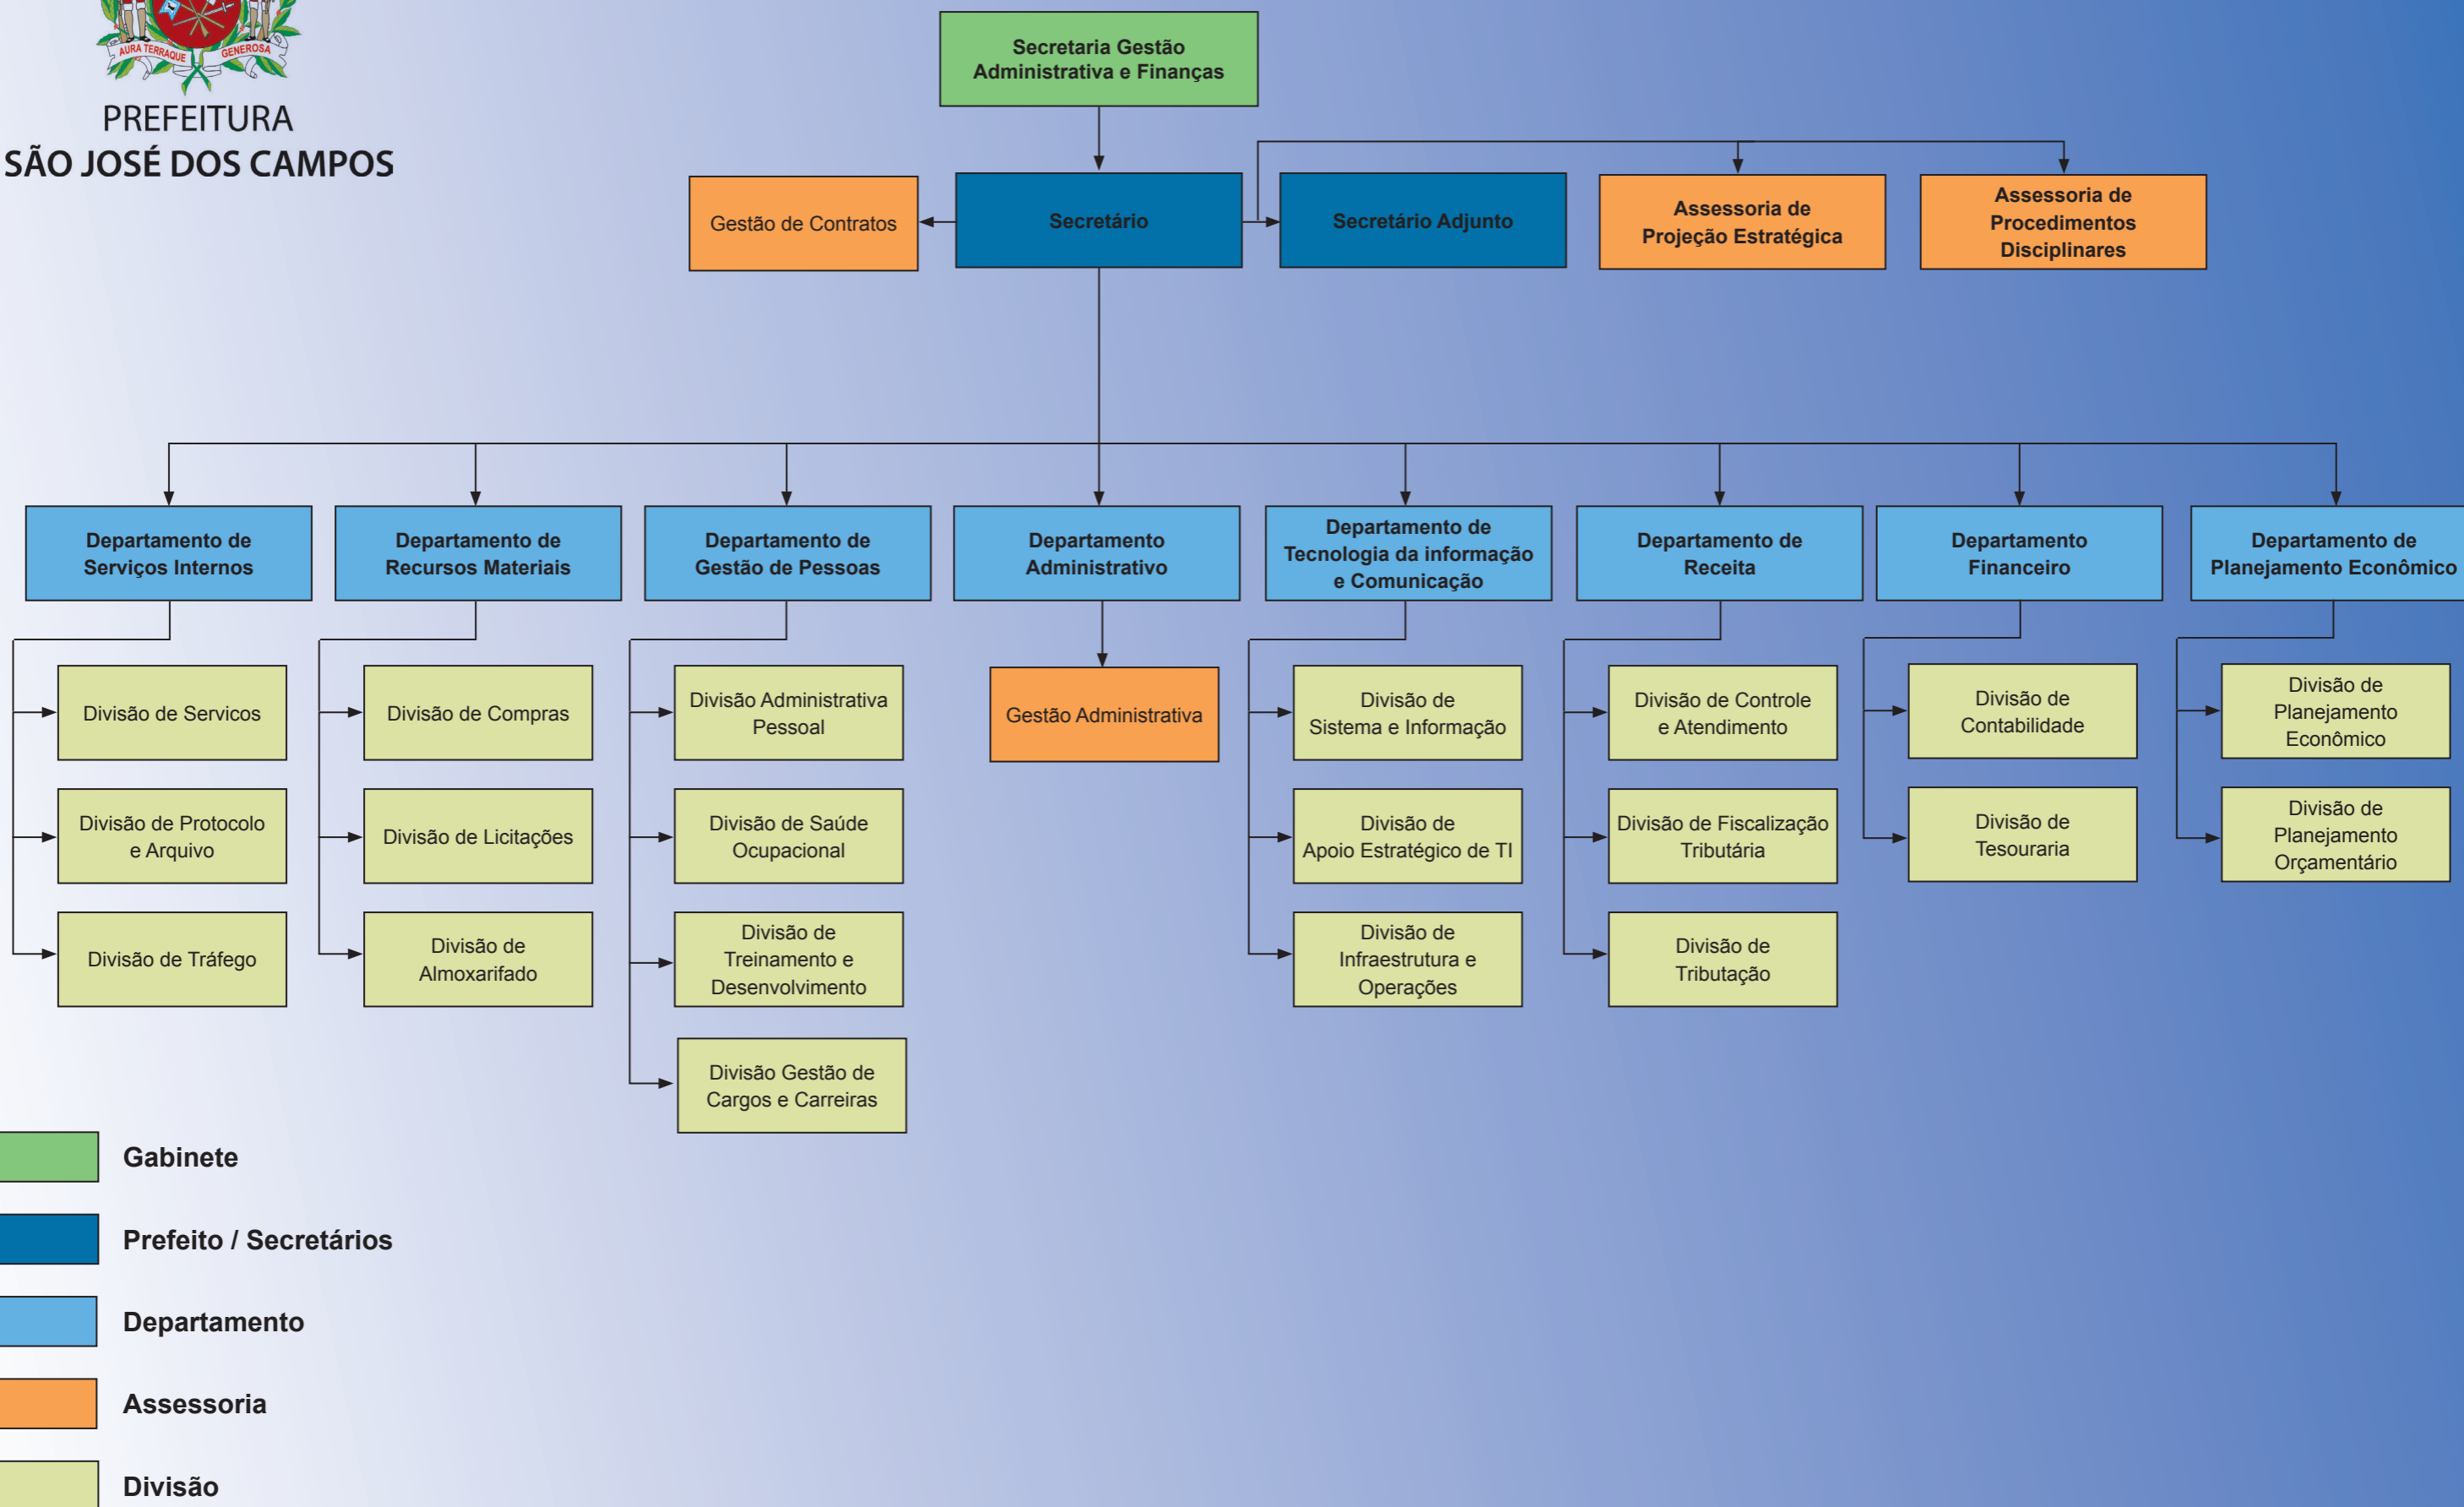 AURA TERRAQUE GENEROSA
PREFEITURA
SÃO JOSÉ DOS CAMPOS
Secretaria Gestão
Administrativa e Finanças
Gestão de Contratos
Secretário
Secretário Adjunto
Assessoria de
Projeção Estratégica
Assessoria de
Procedimentos
Disciplinares
Departamento de
Serviços Internos
Departamento de
Recursos Materiais
Departamento de
Gestão de Pessoas
Departamento
Administrativo
Departamento de
Tecnologia da informação
e Comunicação
Departamento de
Receita
Departamento
Financeiro
Departamento de
Planejamento Econômico
Divisão de Servicos
Divisão de Protocolo
e Arquivo
Divisão de Tráfego
Divisão de Compras
Divisão de Licitações
Divisão de
Almoxarifado
Divisão Administrativa
Pessoal
Divisão de Saúde
Ocupacional
Divisão de
Treinamento e
Desenvolvimento
Divisão Gestão de
Cargos e Carreiras
Gestão Administrativa
Divisão de
Sistema e Informação
Divisão de
Apoio Estratégico de TI
Divisão de
Infraestrutura e
Operações
Divisão de Controle
e Atendimento
Divisão de Fiscalização
Tributária
Divisão de
Tributação
Divisão de
Contabilidade
Divisão de
Tesouraria
Divisão de
Planejamento
Econômico
Divisão de
Planejamento
Orçamentário
Gabinete
Prefeito / Secretários
Departamento
Assessoria
Divisão